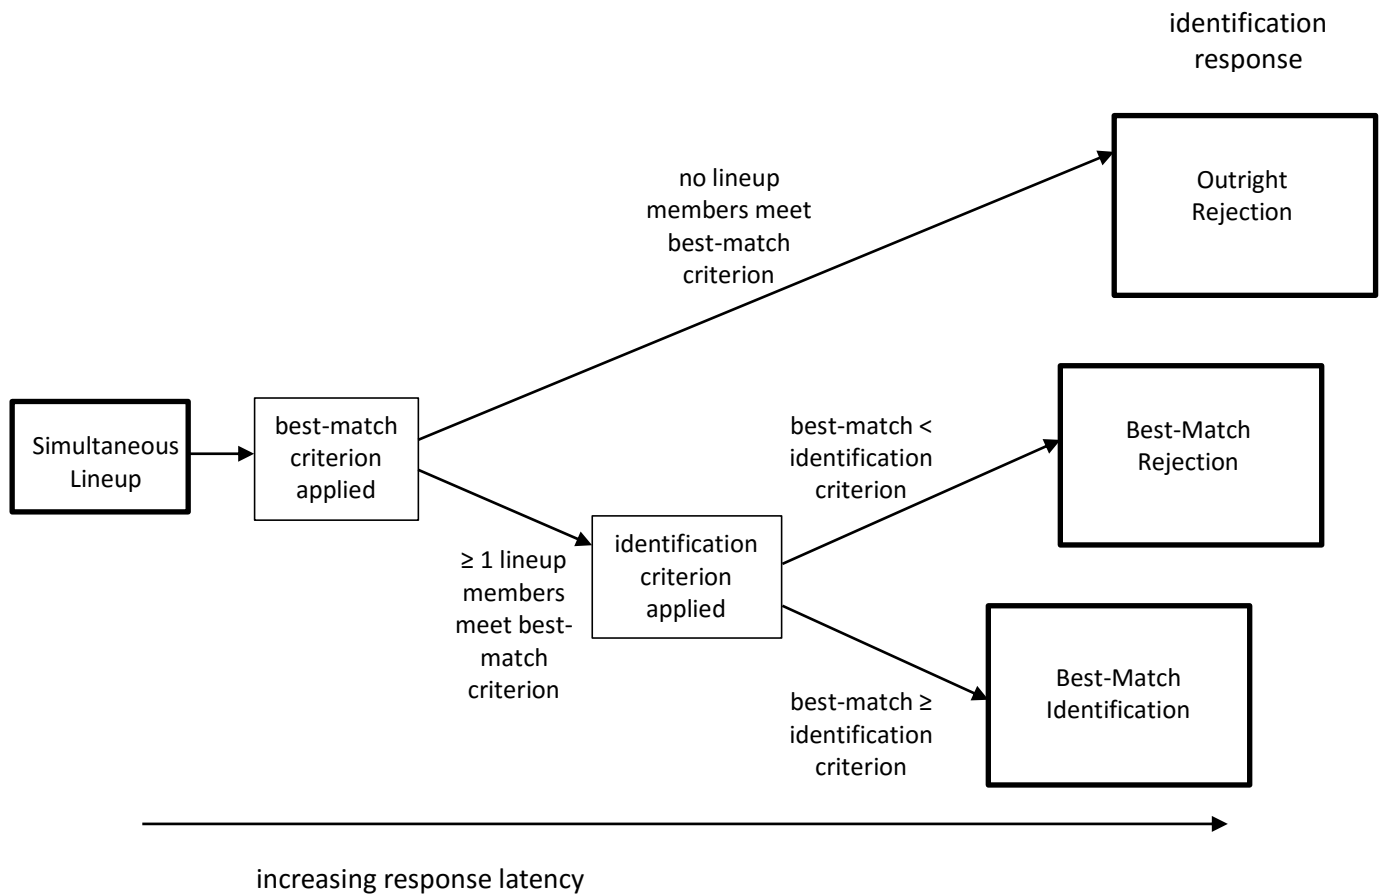 identification
response
Outright
Rejection
no lineup
members meet
best-match
criterion
Simultaneous
Lineup
best-match
criterion
applied
best-match <
identification
criterion
Best-Match
Rejection
≥ 1 lineup
members
meet best-
match
criterion
identification
criterion
applied
best-match ≥
identification
criterion
Best-Match
Identification
increasing response latency